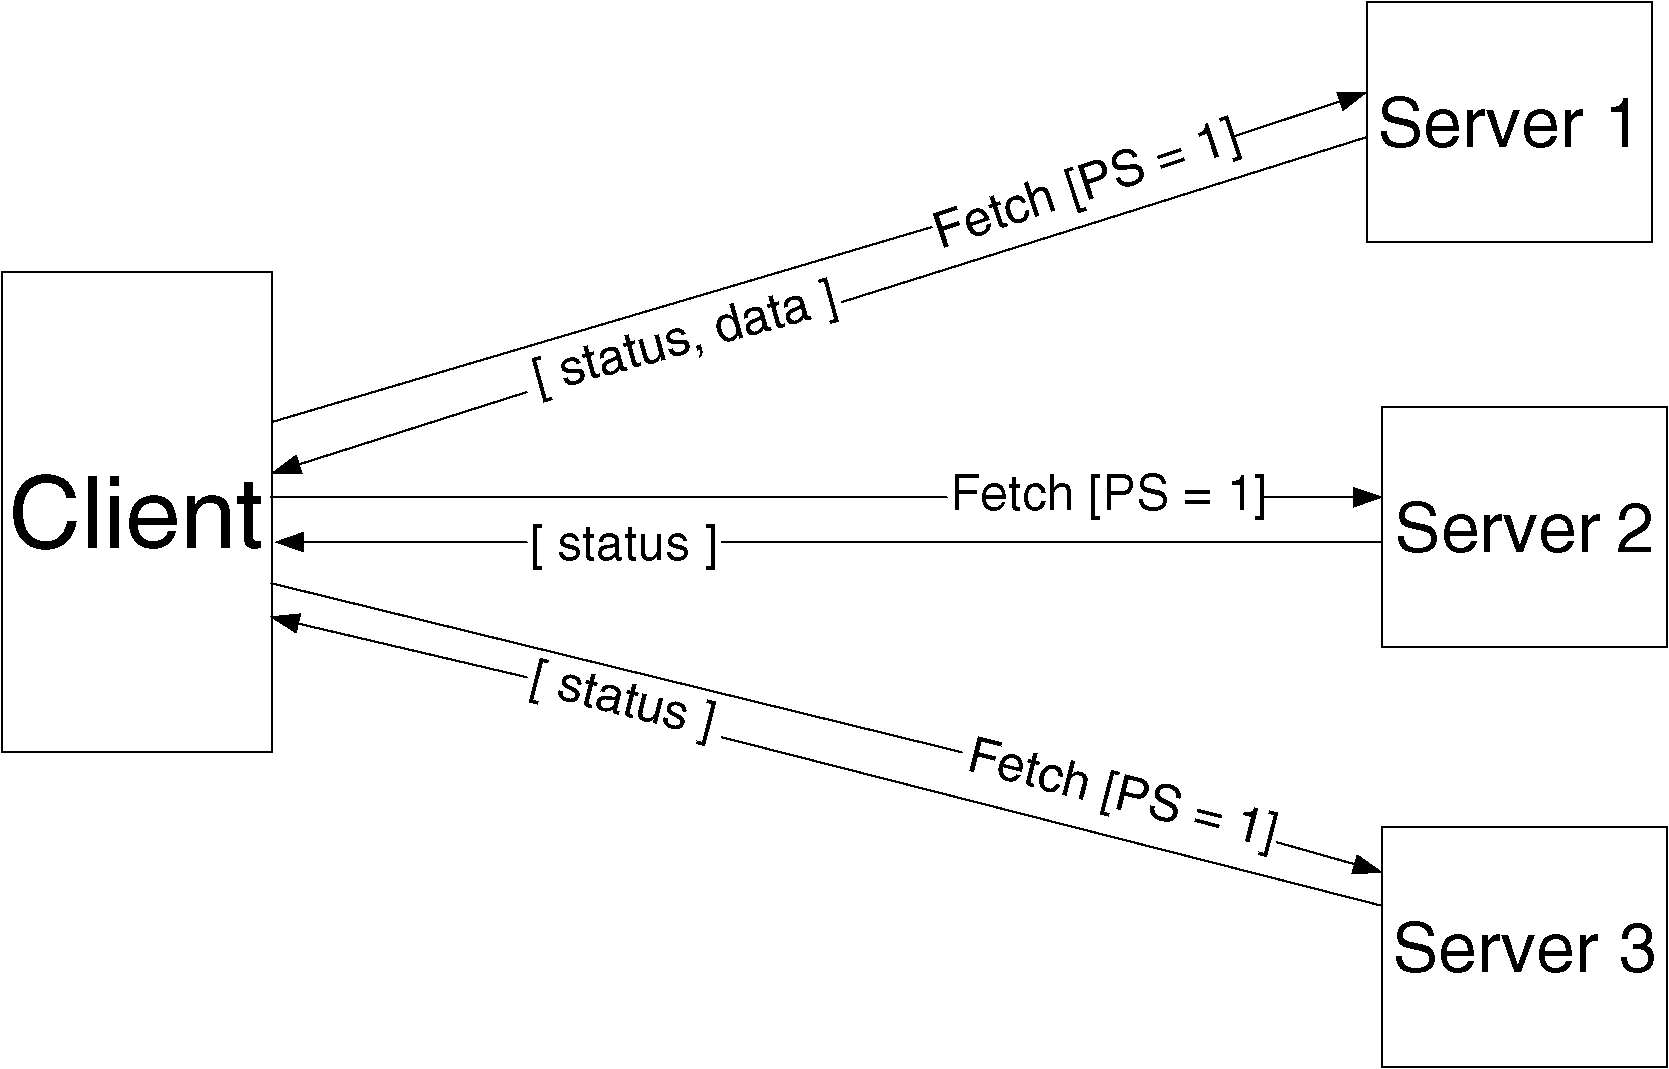 Server 1
Fetch [PS = 1]
[ status, data ]
Client
Fetch [PS = 1]
[ status ]
Server 2
[ status ]
Fetch [PS = 1]
Server 3